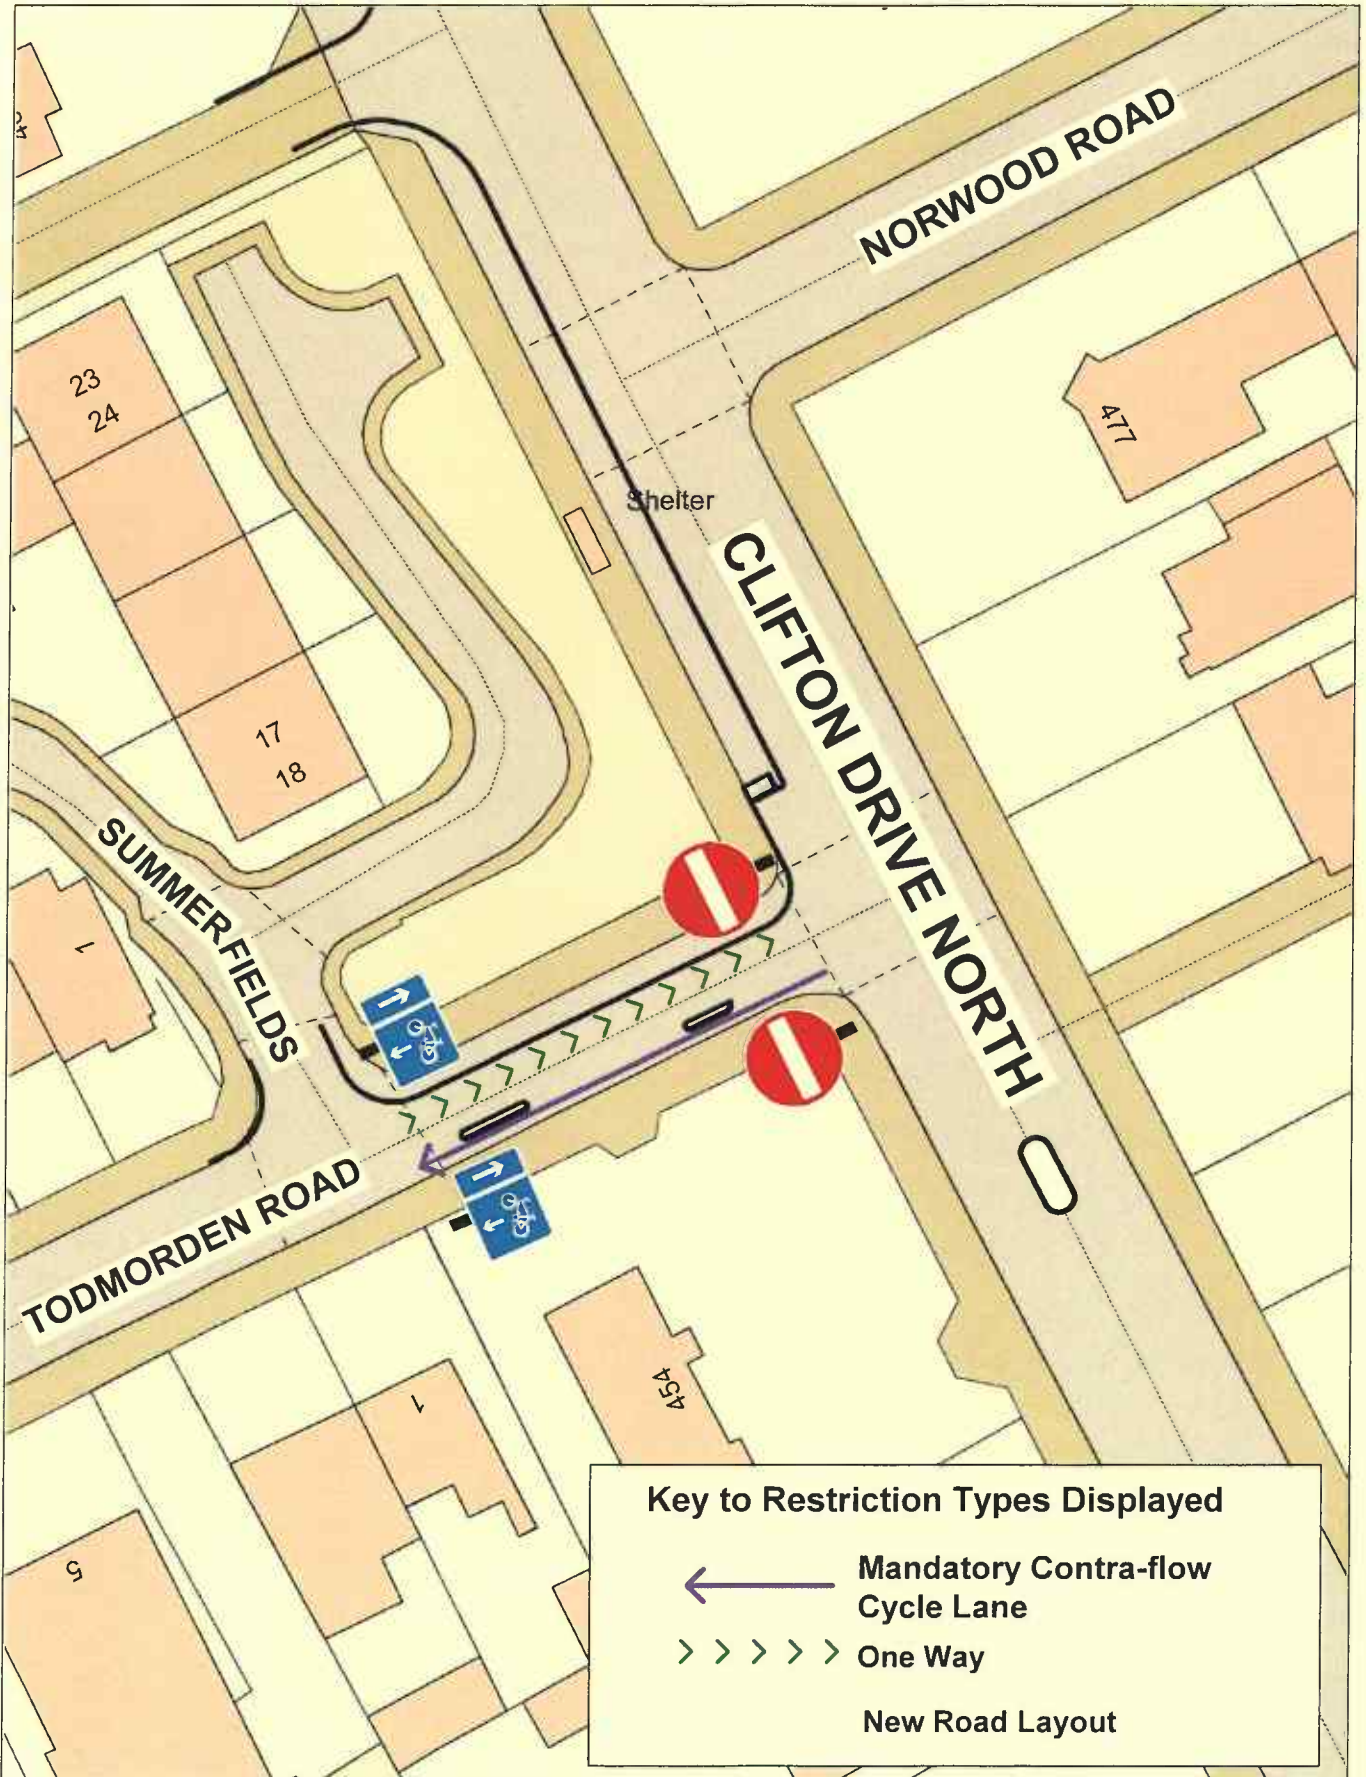 NORWOOD ROAD
23
24
477
Shelter
CLIFTON DRIVE NORTH
17
18
SUMMERFIELDS
1
TODMORDEN ROAD
454
1
5
Key to Restriction Types Displayed
Mandatory Contra-flow
Cycle Lane
One Way
New Road Layout